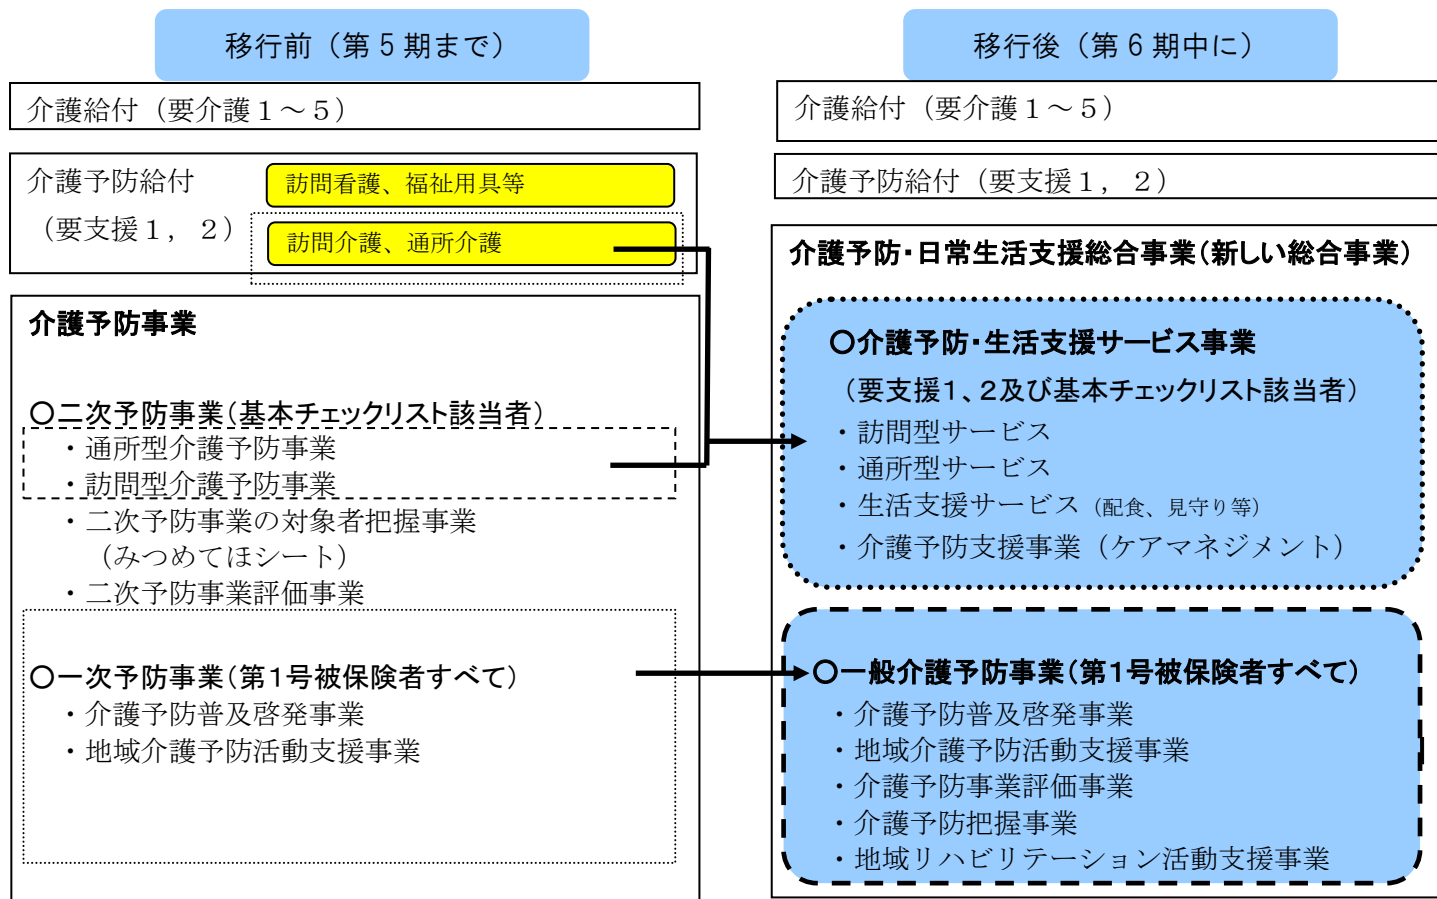 移行前（第５期まで）
介護給付（要介護１～５）
介護予防給付
（要支援１，２）
訪問看護、福祉用具等
訪問介護、通所介護
介護予防事業
○二次予防事業(基本チェックリスト該当者)
・通所型介護予防事業
・訪問型介護予防事業
・二次予防事業の対象者把握事業
（みつめてほシート）
・二次予防事業評価事業
○一次予防事業(第1号被保険者すべて)
・介護予防普及啓発事業
・地域介護予防活動支援事業
移行後（第６期中に）
介護給付（要介護１～５）
介護予防給付（要支援１，２）
介護予防・日常生活支援総合事業(新しい総合事業)
○介護予防・生活支援サービス事業
(要支援１、２及び基本チェックリスト該当者)
・訪問型サービス
・通所型サービス
・生活支援サービス（配食、見守り等）
・介護予防支援事業（ケアマネジメント）
○一般介護予防事業(第1号被保険者すべて)
・介護予防普及啓発事業
・地域介護予防活動支援事業
・介護予防事業評価事業
・介護予防把握事業
・地域リハビリテーション活動支援事業